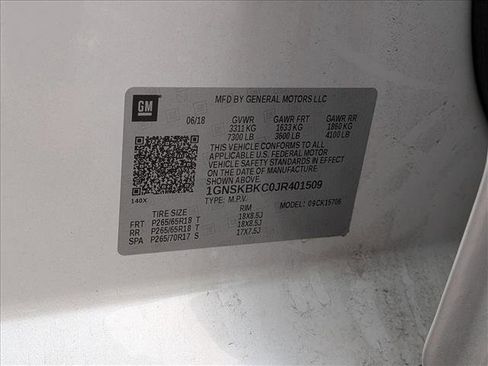 GM
MFD BY GENERAL MOTORS LLC
06/18 GVWR GAWR FRT GAWR RR
3311 KG 1633 KG 1860 KG
7300 LB 3600 LB 4100 LB
THIS VEHICLE CONFORMS TO ALL
APPLICABLE U.S. FEDERAL MOTOR
VEHICLE SAFETY STANDARDS IN EFFECT
ON THE DATE OF MANUFACTURE SHOWN ABOVE.
1GNSKBKC0JR401509
140X
TYPE: M.P.V. MODEL: 09CK15706
TIRE SIZE RIM
FRT P265/65R18 T 18X8.5J
RR P265/65R18 T 18X8.5J
SPA P265/70R17 S 17X7.5J